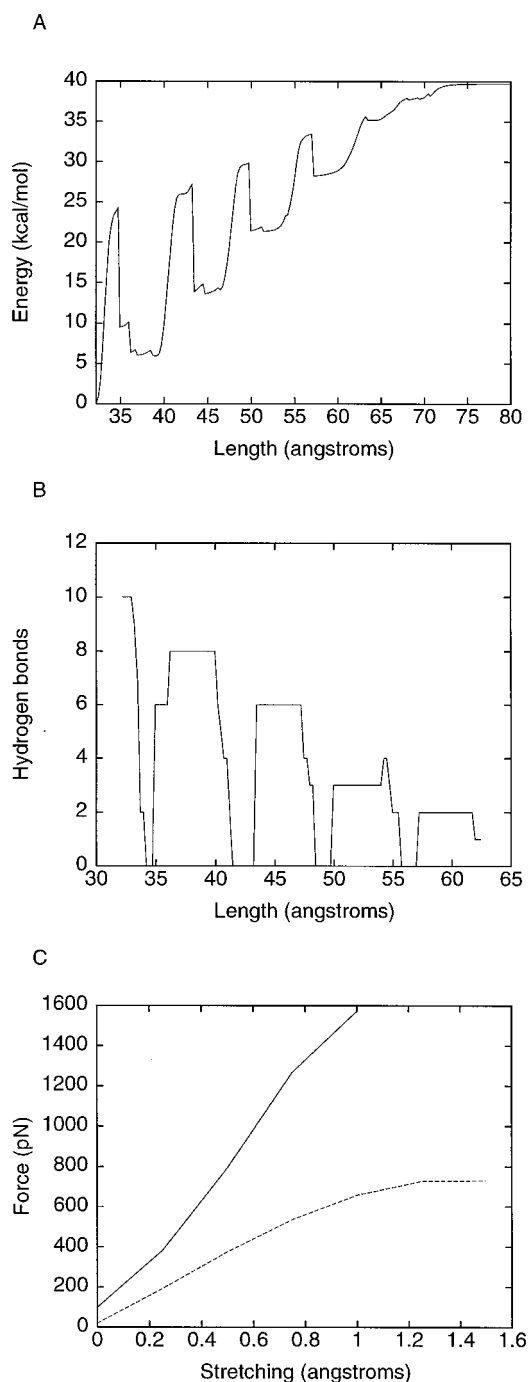 A
40
35
30
25
20
15
10
5
0
Energy (kcal/mol)
35 40 45 50 55 60 65 70 75 80
Length (angstroms)
B
12
10
8
6
4
2
0
Hydrogen bonds
30 35 40 45 50 55 60 65
Length (angstroms)
C
1600
1400
1200
1000
800
600
400
200
0
Force (pN)
0 0.2 0.4 0.6 0.8 1 1.2 1.4 1.6
Stretching (angstroms)